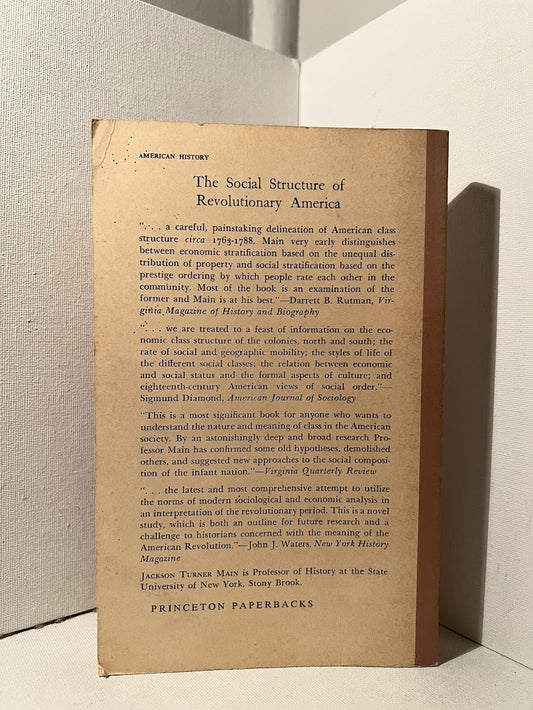 AMERICAN HISTORY
The Social Structure of
Revolutionary America
". . . a careful, painstaking delineation of American class
structure circa 1763-1788. Main very early distinguishes
between economic stratification based on the unequal dis-
tribution of property and social stratification based on the
prestige ordering by which people rate each other in the
community. Most of the book is an examination of the
former and Main is at his best."—Darrett B. Rutman, Vir-
ginia Magazine of History and Biography
". . . we are treated to a feast of information on the eco-
nomic class structure of the colonies, north and south; the
rate of social and geographic mobility; the styles of life of
the different social classes; the relation between economic
and social status and the formal aspects of culture; and
eighteenth-century American views of social order."—
Sigmund Diamond, American Journal of Sociology
"This is a most significant book for anyone who wants to
understand the nature and meaning of class in the American
society. By an astonishingly deep and broad research Pro-
fessor Main has confirmed some old hypotheses, demolished
others, and suggested new approaches to the social composi-
tion of the infant nation."—Virginia Quarterly Review
". . . the latest and most comprehensive attempt to utilize
the norms of modern sociological and economic analysis in
an interpretation of the revolutionary period. This is a novel
study, which is both an outline for future research and a
challenge to historians concerned with the meaning of the
American Revolution."—John J. Waters, New York History
Magazine
JACKSON TURNER MAIN is Professor of History at the State
University of New York, Stony Brook.
PRINCETON PAPERBACKS